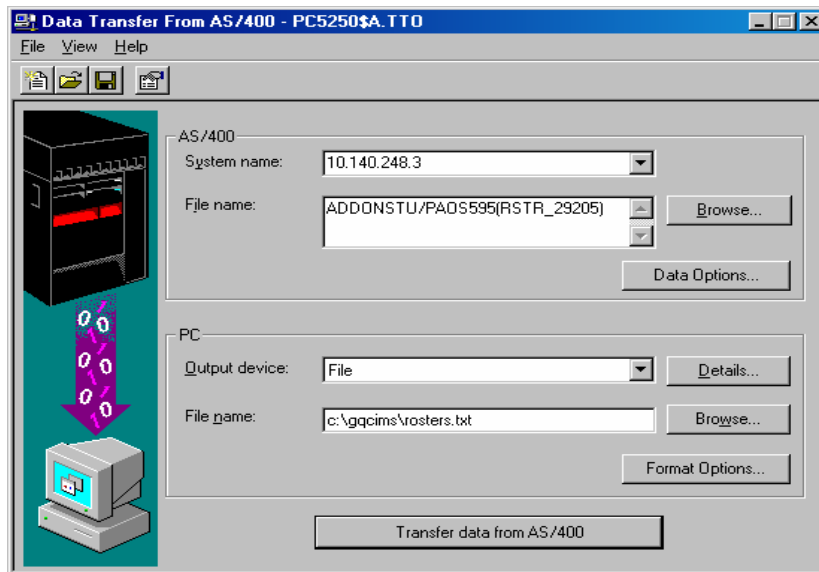 Data Transfer From AS/400 - PC5250$A.TTO
File View Help
AS/400
System name: 10.140.248.3
File name: ADDONSTU/PAOS595(RSTR_29205) Browse...
Data Options...
PC
Output device: File Details...
File name: c:\gqcims\rosters.txt Browse...
Format Options...
Transfer data from AS/400